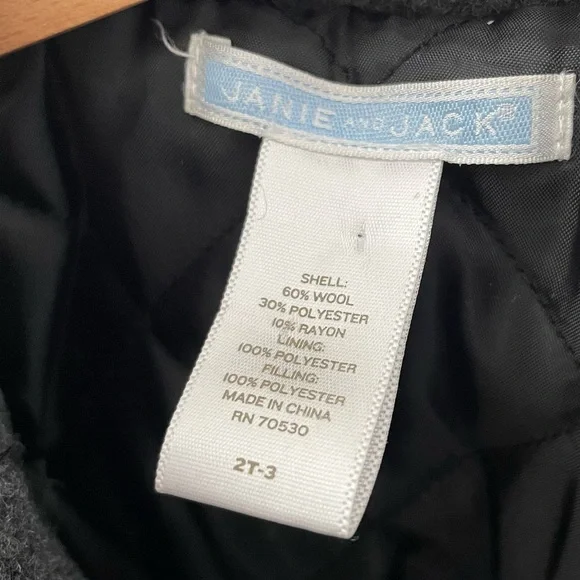 JANIE AND JACK®
SHELL:
60% WOOL
30% POLYESTER
10% RAYON
LINING:
100% POLYESTER
FILLING:
100% POLYESTER
MADE IN CHINA
RN 70530
2T-3